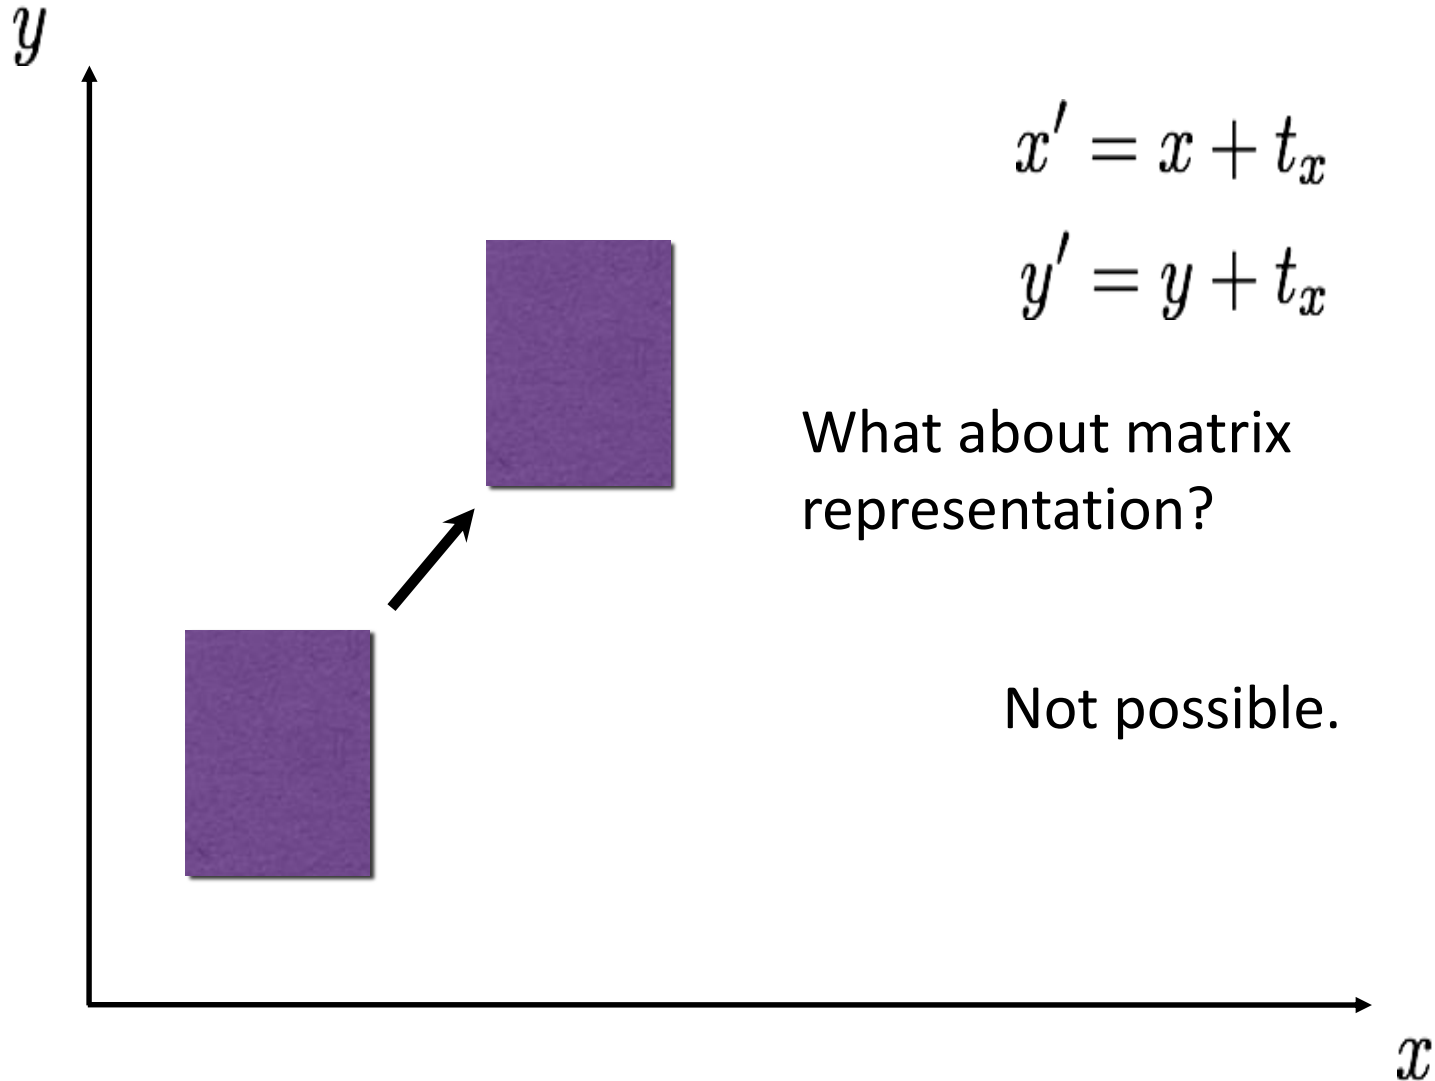 y
x′ = x + tₓ
y′ = y + tₓ
What about matrix
representation?
Not possible.
x